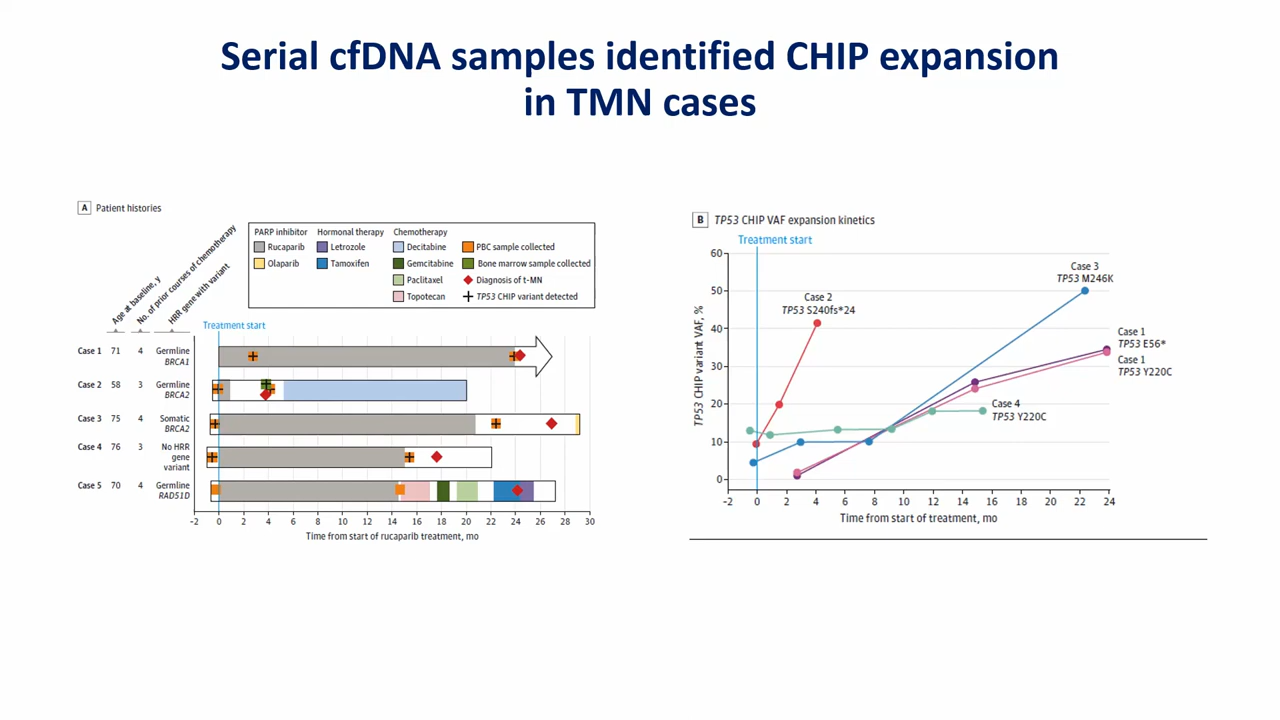 Serial cfDNA samples identified CHIP expansion
in TMN cases
A Patient histories
Age at baseline, y
No. of prior courses of chemotherapy
HRR gene with variant
PARP inhibitor Hormonal therapy Chemotherapy
Rucaparib Letrozole Decitabine PBC sample collected
Olaparib Tamoxifen Gemcitabine Bone marrow sample collected
Paclitaxel Diagnosis of t-MN
Topotecan TP53 CHIP variant detected
Treatment start
Case 1 71 4 Germline
BRCA1
Case 2 58 3 Germline
BRCA2
Case 3 75 4 Somatic
BRCA2
Case 4 76 3 No HRR
gene
variant
Case 5 70 4 Germline
RAD51D
-2 0 2 4 6 8 10 12 14 16 18 20 22 24 26 28 30
Time from start of rucaparib treatment, mo
B TP53 CHIP VAF expansion kinetics
Treatment start
TP53 CHIP variant VAF, %
60
50
40
30
20
10
0
Case 2
TP53 S240fs*24
Case 3
TP53 M246K
Case 1
TP53 E56*
Case 1
TP53 Y220C
Case 4
TP53 Y220C
-2 0 2 4 6 8 10 12 14 16 18 20 22 24
Time from start of treatment, mo